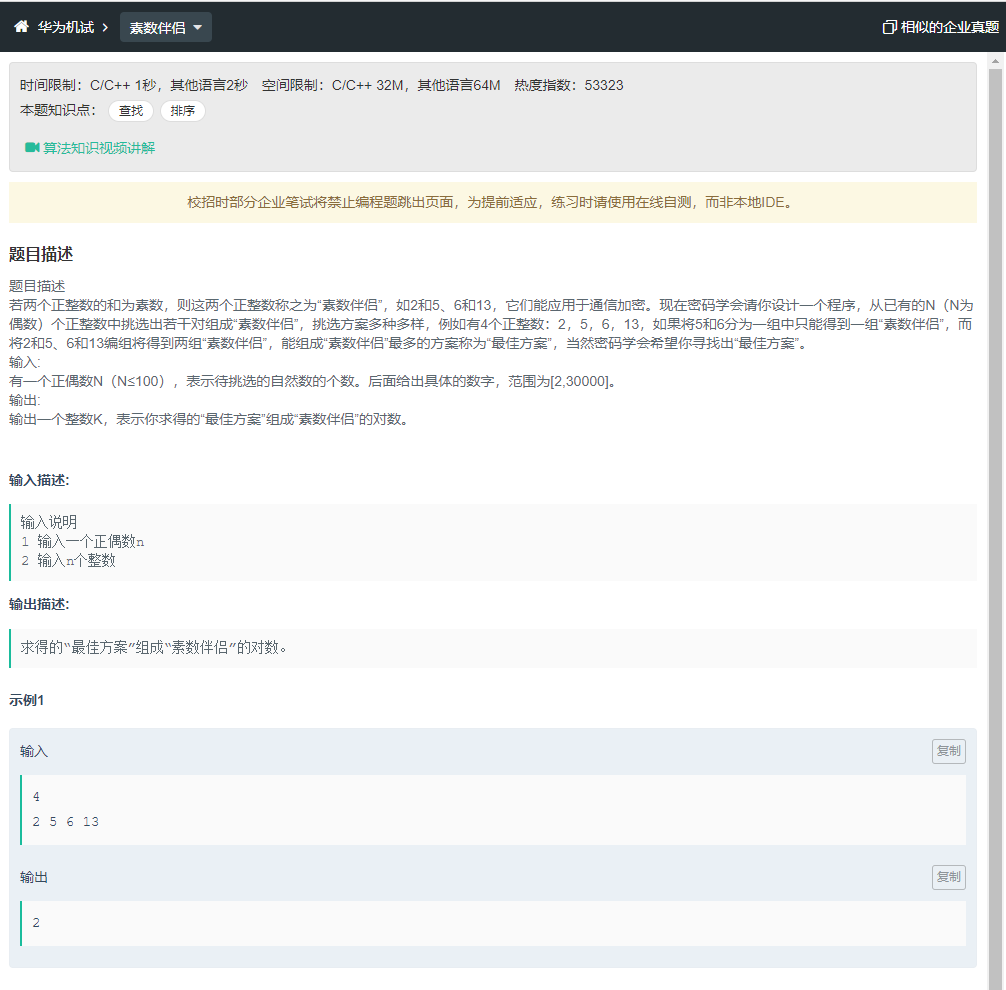 华为机试 > 素数伴侣 相似的企业真题
时间限制：C/C++ 1秒，其他语言2秒 空间限制：C/C++ 32M，其他语言64M 热度指数：53323
本题知识点： 查找 排序
算法知识视频讲解
校招时部分企业笔试将禁止编程题跳出页面，为提前适应，练习时请使用在线自测，而非本地IDE。
题目描述
题目描述
若两个正整数的和为素数，则这两个正整数称之为“素数伴侣”，如2和5、6和13，它们能应用于通信加密。现在密码学会请你设计一个程序，从已有的N（N为
偶数）个正整数中挑选出若干对组成“素数伴侣”，挑选方案多种多样，例如有4个正整数：2，5，6，13，如果将5和6分为一组中只能得到一组“素数伴侣”，而
将2和5、6和13编组将得到两组“素数伴侣”，能组成“素数伴侣”最多的方案称为“最佳方案”，当然密码学会希望你寻找出“最佳方案”。
输入:
有一个正偶数N（N≤100），表示待挑选的自然数的个数。后面给出具体的数字，范围为[2,30000]。
输出:
输出一个整数K，表示你求得的“最佳方案”组成“素数伴侣”的对数。
输入描述:
输入说明
1 输入一个正偶数n
2 输入n个整数
输出描述:
求得的“最佳方案”组成“素数伴侣”的对数。
示例1
输入 复制
4
2 5 6 13
输出 复制
2